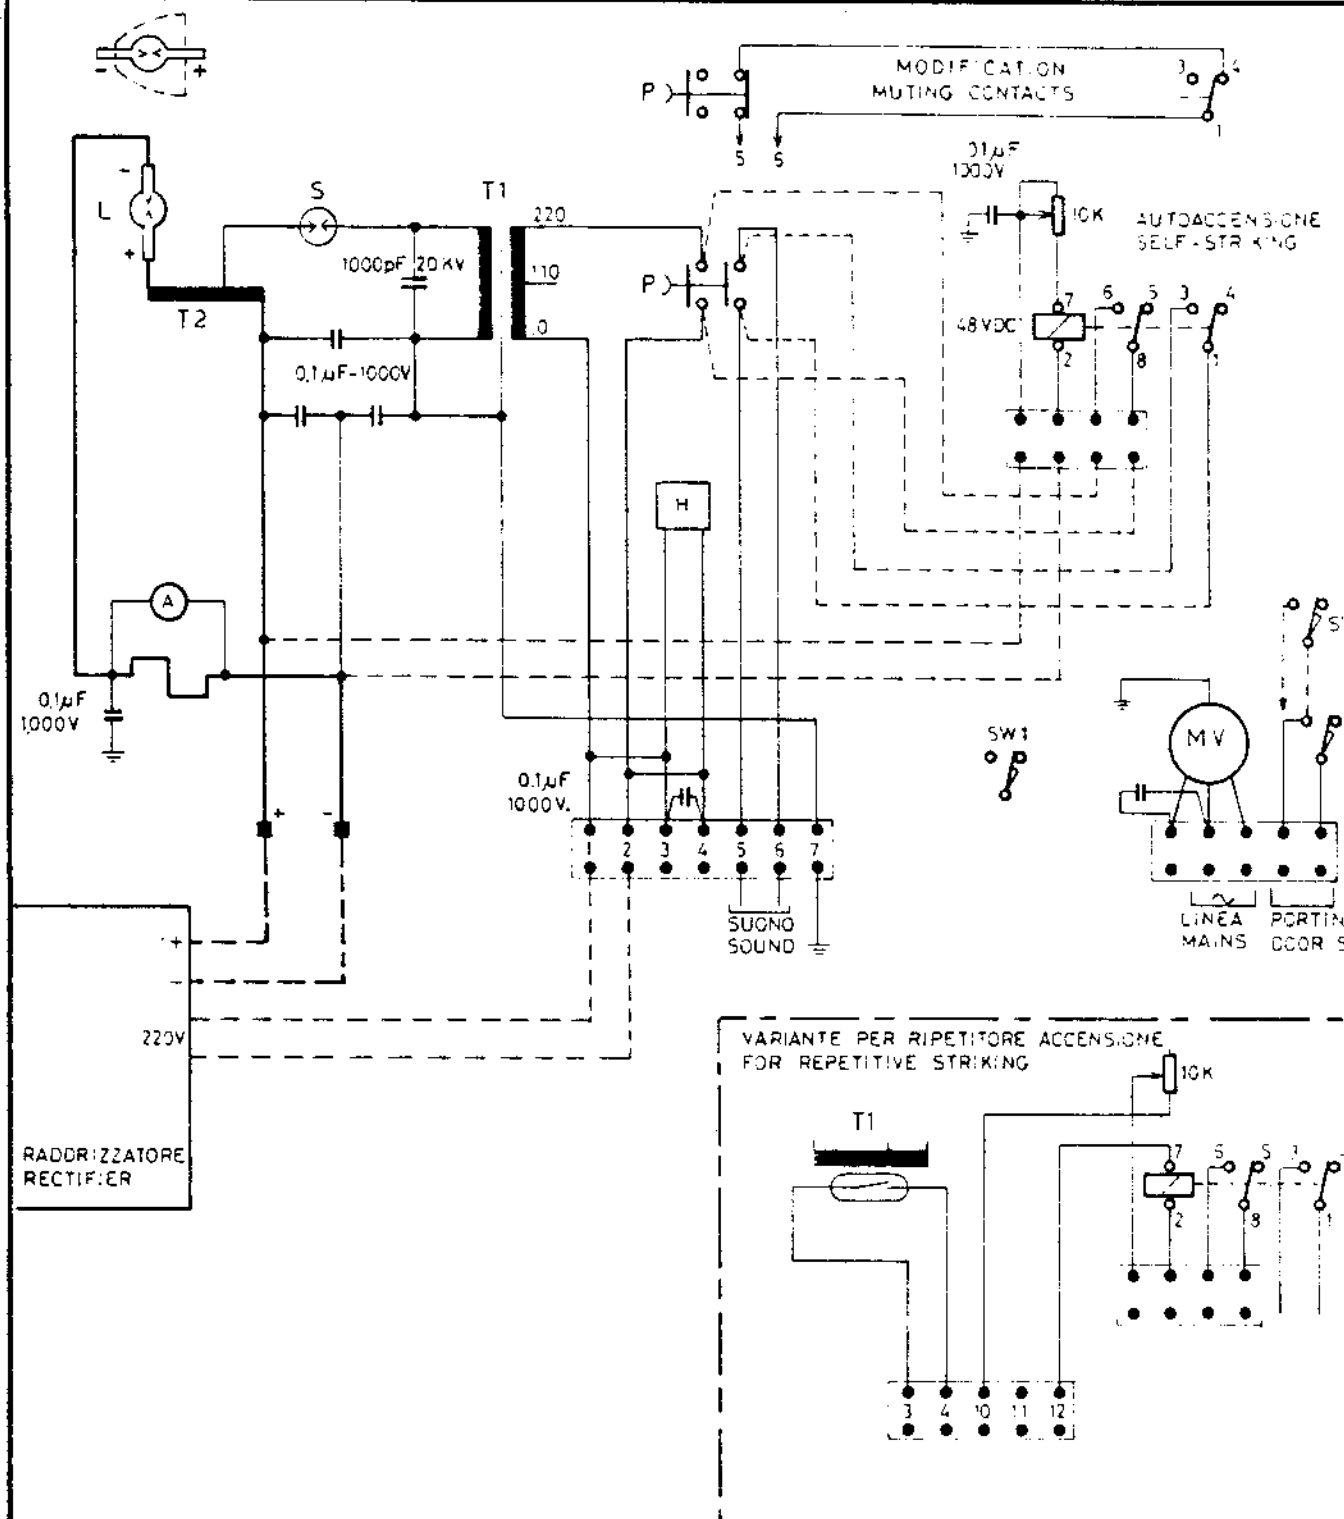 - +
P
MODIFICATION
MUTING CONTACTS
3 4
1
S S
0,1µF
1000V
10K
AUTOACCENSIONE
SELF-STRIKING
-
L
+
S
T1
220
110
0
1000pF 20KV
T2
0,1µF-1000V
P
48VDC
7 6 5 3 4
2 8 1
H
A
0,1µF
1000V
SW1
MV
+ -
0,1µF
1000V.
2 3 4 5 6 7
SUONO
SOUND
LINEA
MAINS
+
-
220V
RADDRIZZATORE
RECTIFIER
VARIANTE PER RIPETITORE ACCENSIONE
FOR REPETITIVE STRIKING
10K
T1
7 6 5 3
2 8 1
3 4 10 11 12